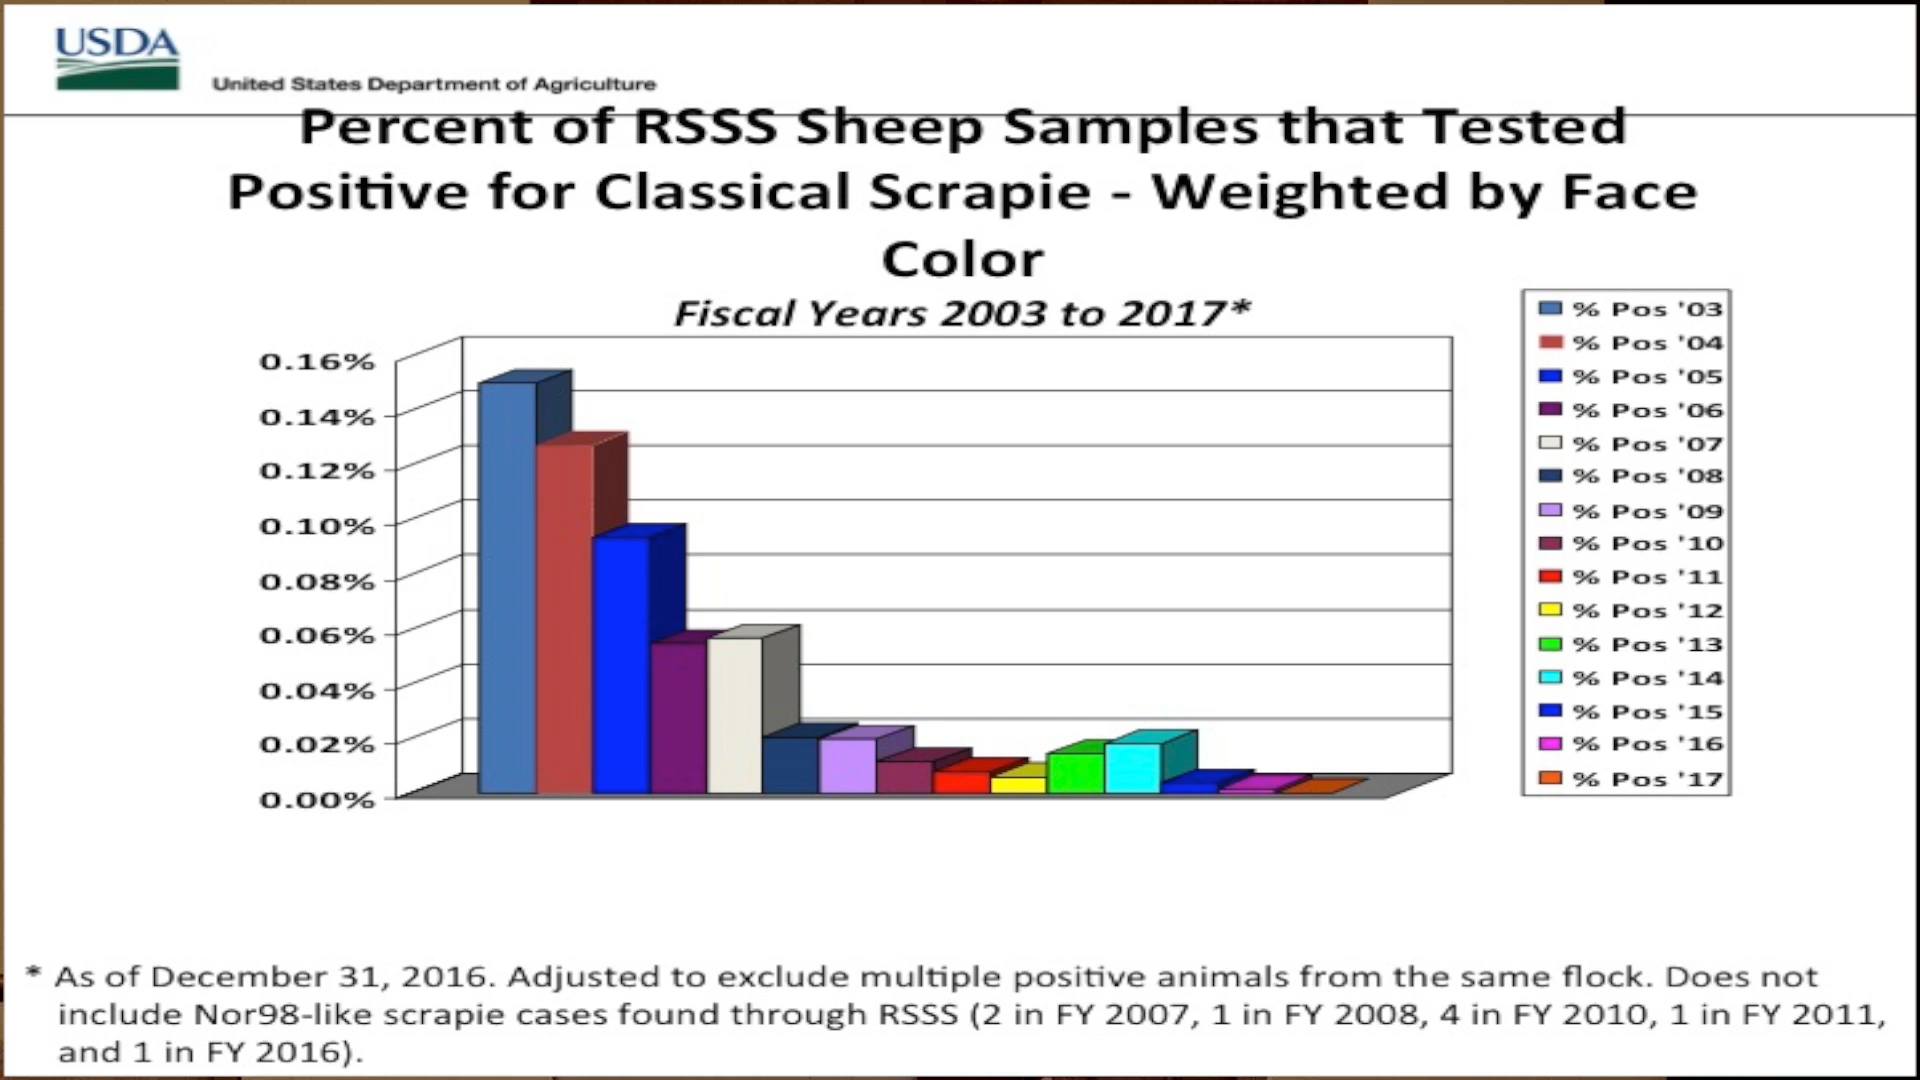 USDA
United States Department of Agriculture
Percent of RSSS Sheep Samples that Tested
Positive for Classical Scrapie - Weighted by Face
Color
Fiscal Years 2003 to 2017*
0.16%
0.14%
0.12%
0.10%
0.08%
0.06%
0.04%
0.02%
0.00%
% Pos '03
% Pos '04
% Pos '05
% Pos '06
% Pos '07
% Pos '08
% Pos '09
% Pos '10
% Pos '11
% Pos '12
% Pos '13
% Pos '14
% Pos '15
% Pos '16
% Pos '17
* As of December 31, 2016. Adjusted to exclude multiple positive animals from the same flock. Does not
include Nor98-like scrapie cases found through RSSS (2 in FY 2007, 1 in FY 2008, 4 in FY 2010, 1 in FY 2011,
and 1 in FY 2016).